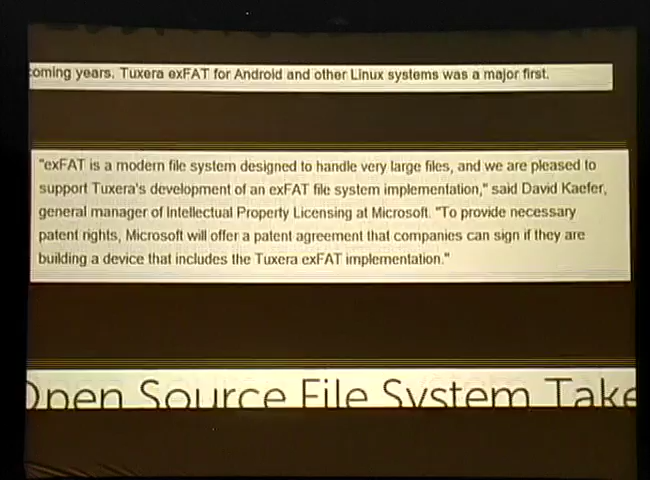 coming years. Tuxera exFAT for Android and other Linux systems was a major first.
"exFAT is a modern file system designed to handle very large files, and we are pleased to
support Tuxera's development of an exFAT file system implementation," said David Kaefer,
general manager of Intellectual Property Licensing at Microsoft. "To provide necessary
patent rights, Microsoft will offer a patent agreement that companies can sign if they are
building a device that includes the Tuxera exFAT implementation."
Open Source File System Take